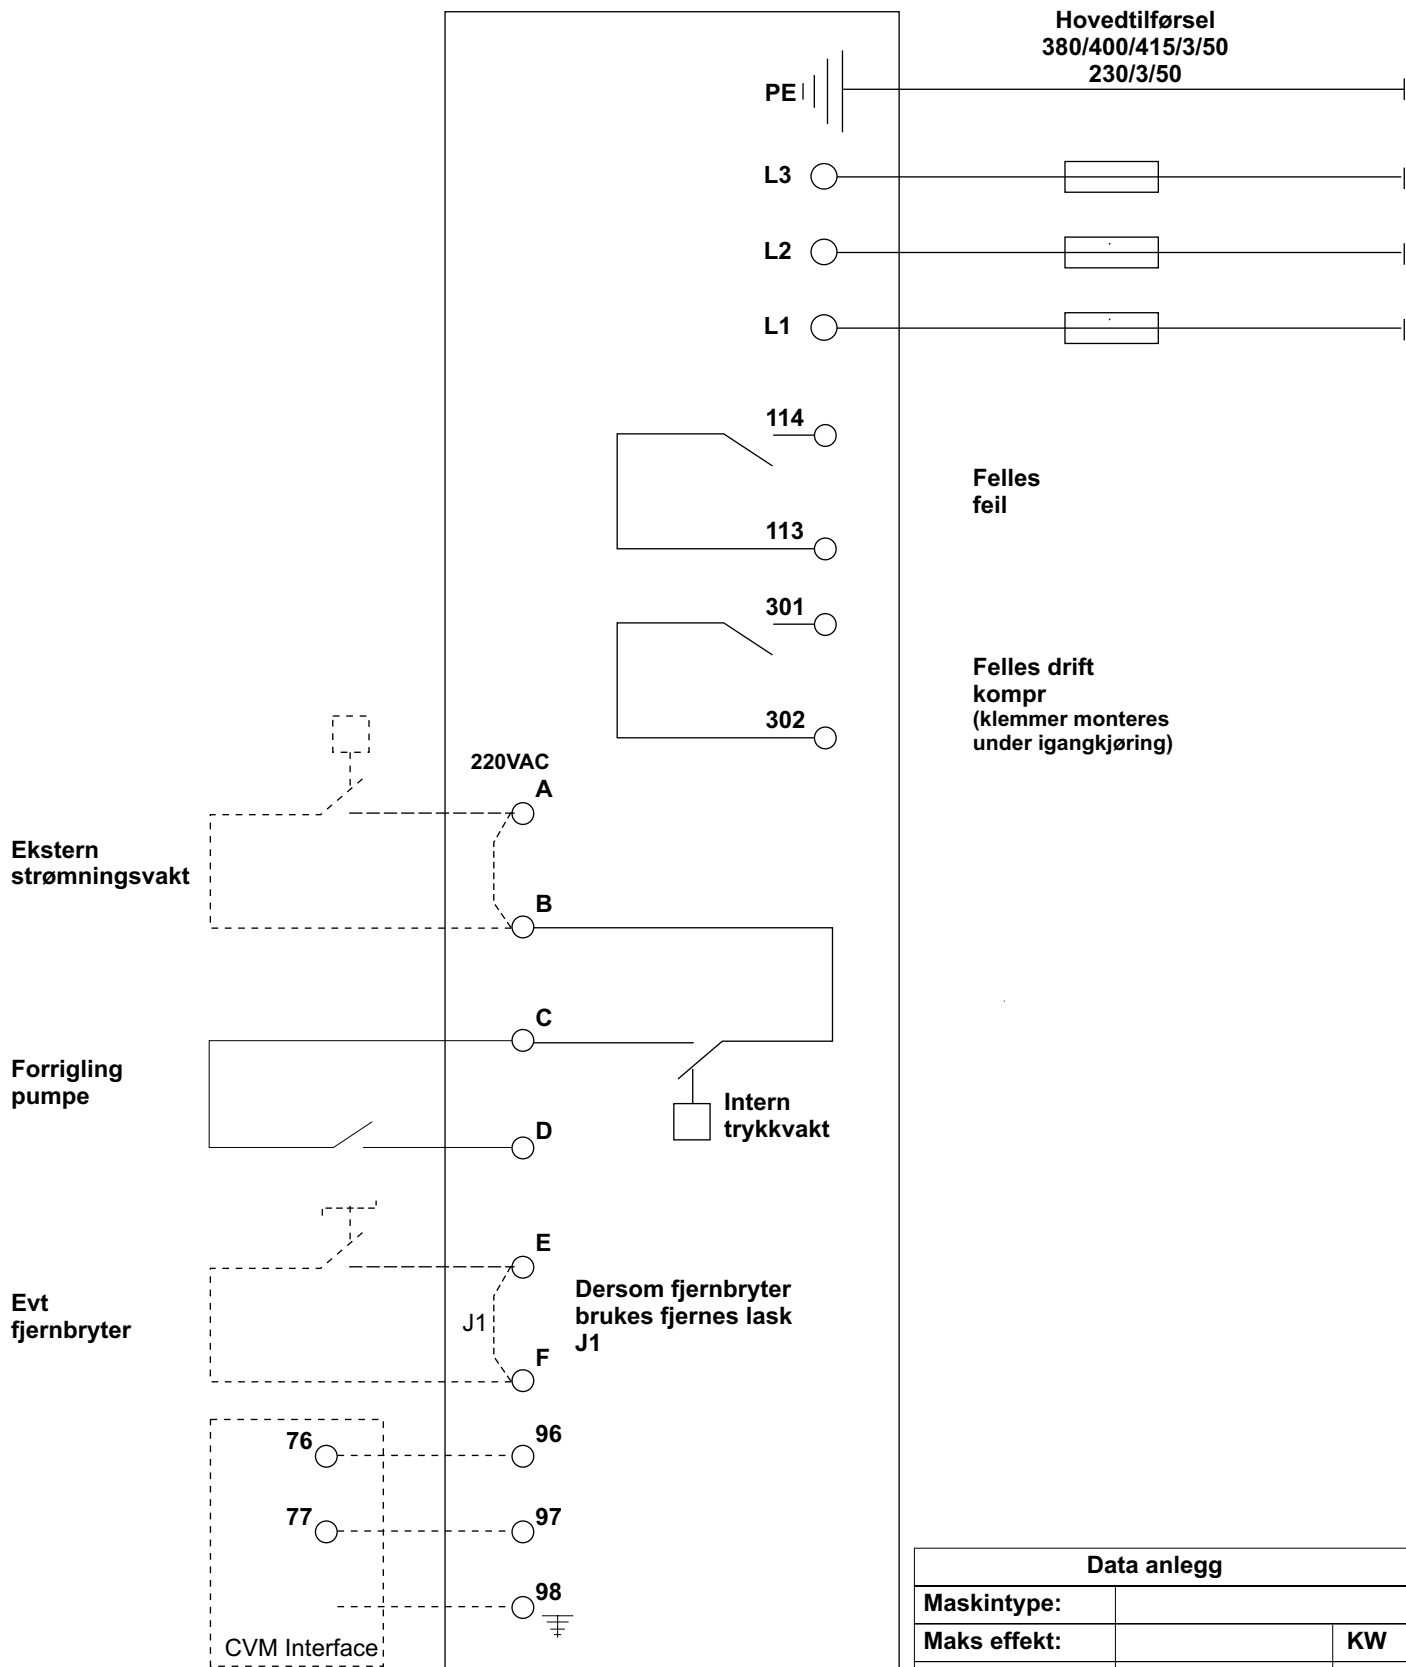 Hovedtilførsel
380/400/415/3/50
230/3/50
PE
L3
L2
L1
114
Felles
feil
113
301
Felles drift
kompr
(klemmer monteres
under igangkjøring)
302
220VAC
A
Ekstern
strømningsvakt
B
C
Forrigling
pumpe
Intern
trykkvakt
D
E
Dersom fjernbryter
brukes fjernes lask
J1
Evt
fjernbryter
J1
F
76
96
77
97
98
CVM Interface
Data anlegg
Maskintype:
Maks effekt: KW